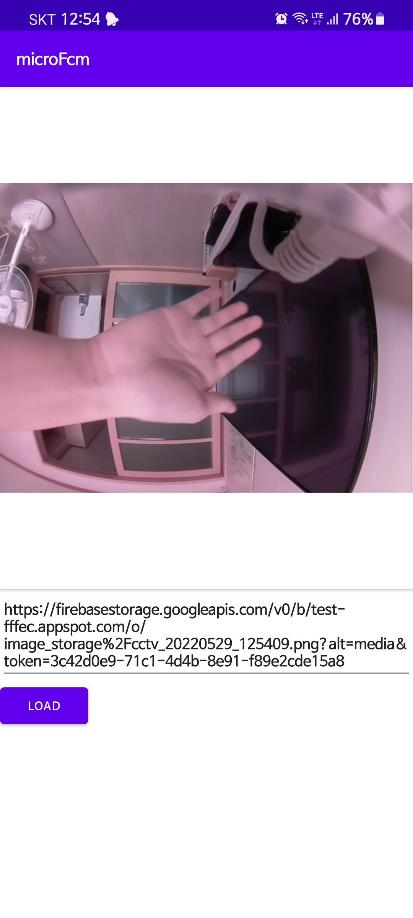 SKT 12:54 LTE 76%
microFcm
https://firebasestorage.googleapis.com/v0/b/test-
fffec.appspot.com/o/
image_storage%2Fcctv_20220529_125409.png?alt=media&
token=3c42d0e9-71c1-4d4b-8e91-f89e2cde15a8
LOAD